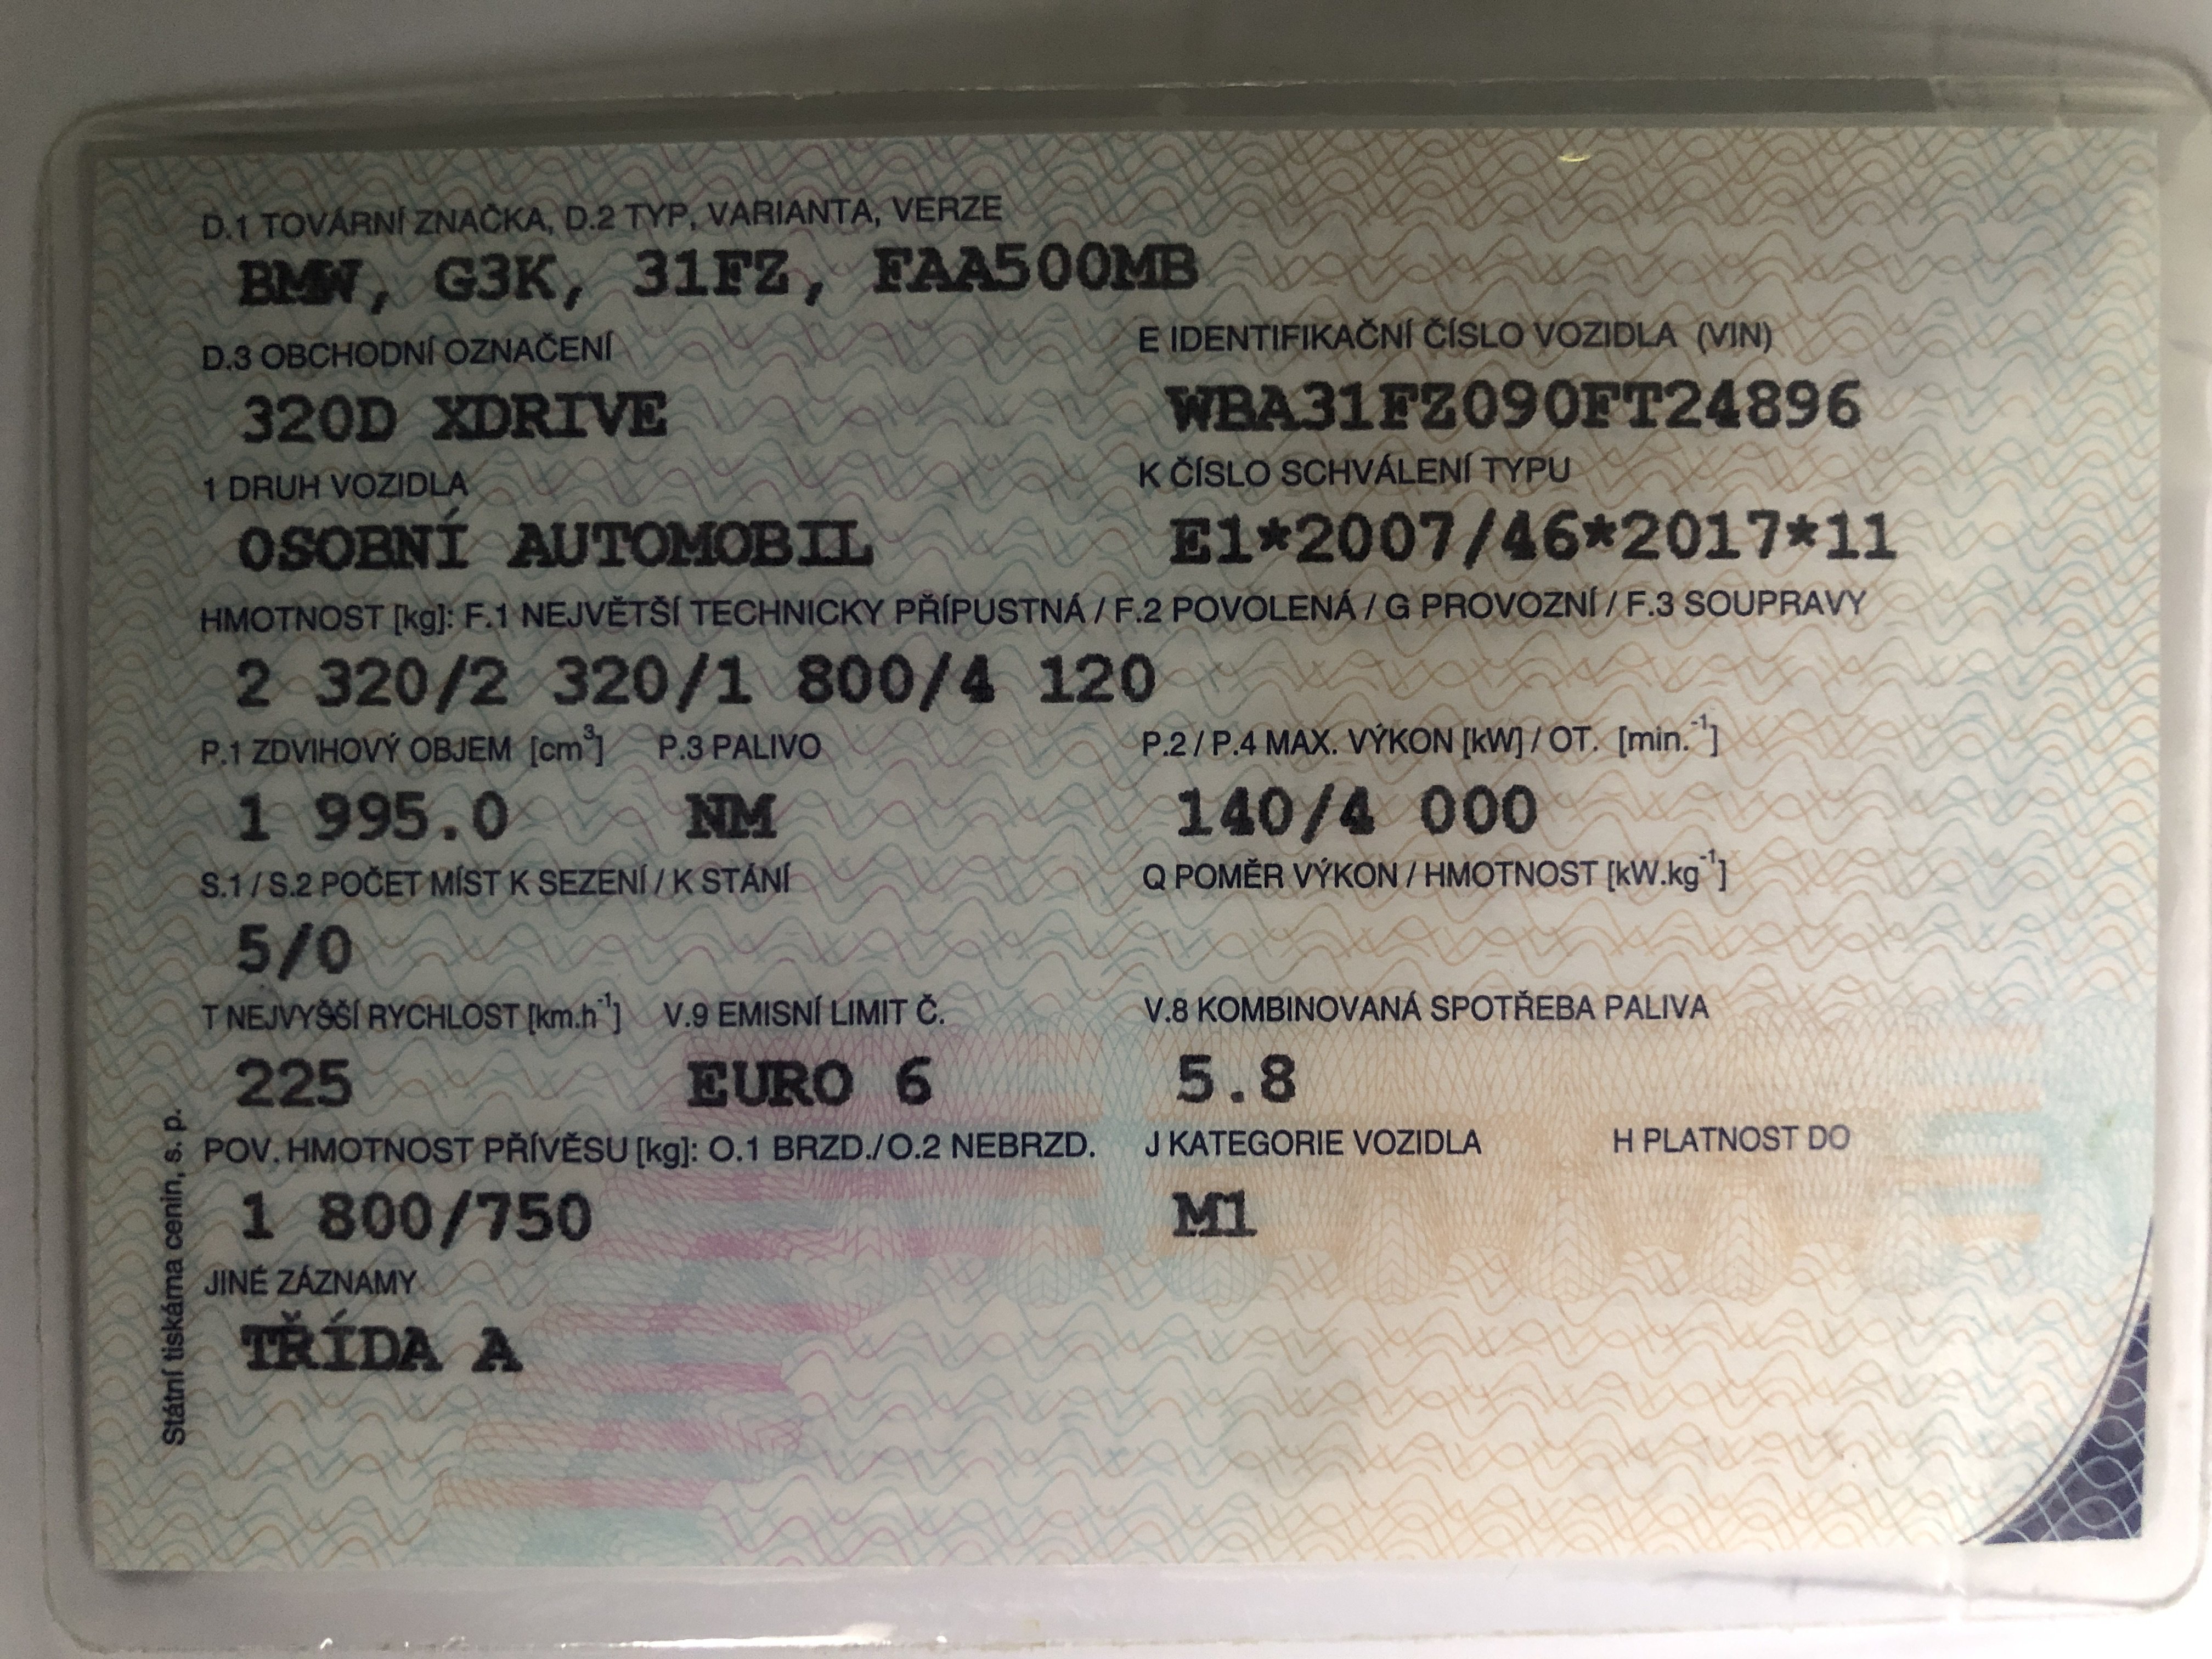 D.1 TOVÁRNÍ ZNAČKA, D.2 TYP, VARIANTA, VERZE
BMW, G3K, 31FZ, FAA500MB
D.3 OBCHODNÍ OZNAČENÍ
E IDENTIFIKAČNÍ ČÍSLO VOZIDLA (VIN)
320D XDRIVE
WBA31FZ090FT24896
1 DRUH VOZIDLA
K ČÍSLO SCHVÁLENÍ TYPU
OSOBNÍ AUTOMOBIL
E1*2007/46*2017*11
HMOTNOST [kg]: F.1 NEJVĚTŠÍ TECHNICKY PŘÍPUSTNÁ / F.2 POVOLENÁ / G PROVOZNÍ / F.3 SOUPRAVY
2 320/2 320/1 800/4 120
P.1 ZDVIHOVÝ OBJEM [cm³]
P.3 PALIVO
P.2 / P.4 MAX. VÝKON [kW] / OT. [min.⁻¹]
1 995.0
NM
140/4 000
S.1 / S.2 POČET MÍST K SEZENÍ / K STÁNÍ
Q POMĚR VÝKON / HMOTNOST [kW.kg⁻¹]
5/0
T NEJVYŠŠÍ RYCHLOST [km.h⁻¹]
V.9 EMISNÍ LIMIT Č.
V.8 KOMBINOVANÁ SPOTŘEBA PALIVA
225
EURO 6
5.8
POV. HMOTNOST PŘÍVĚSU [kg]: O.1 BRZD./O.2 NEBRZD.
J KATEGORIE VOZIDLA
H PLATNOST DO
1 800/750
M1
JINÉ ZÁZNAMY
TŘÍDA A
Státní tiskárna cenin, s. p.